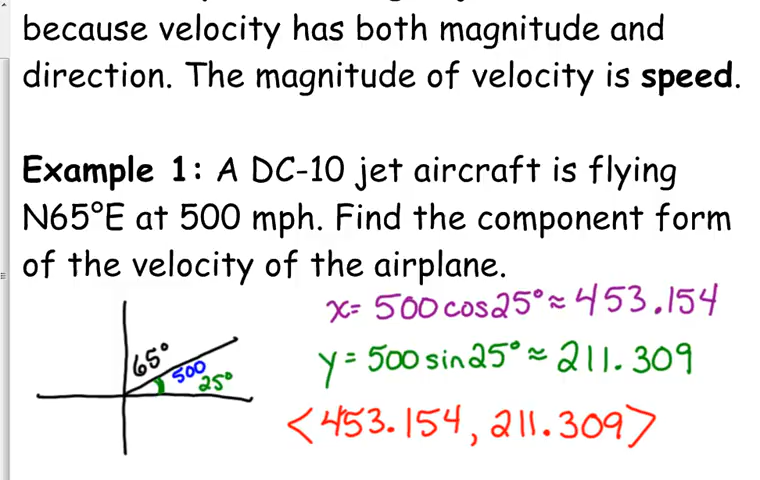 because velocity has both magnitude and
direction. The magnitude of velocity is speed.
Example 1: A DC-10 jet aircraft is flying
N65°E at 500 mph. Find the component form
of the velocity of the airplane.
x= 500cos25° ≈ 453.154
65°
500
25°
y = 500 sin25° ≈ 211.309
<453.154, 211.309>